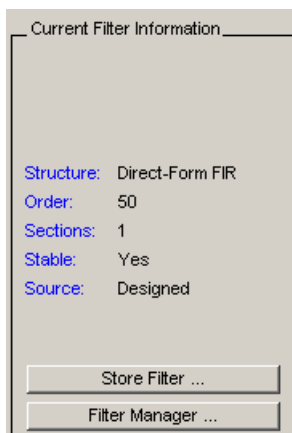 Current Filter Information
Structure: Direct-Form FIR
Order: 50
Sections: 1
Stable: Yes
Source: Designed
Store Filter ...
Filter Manager ...